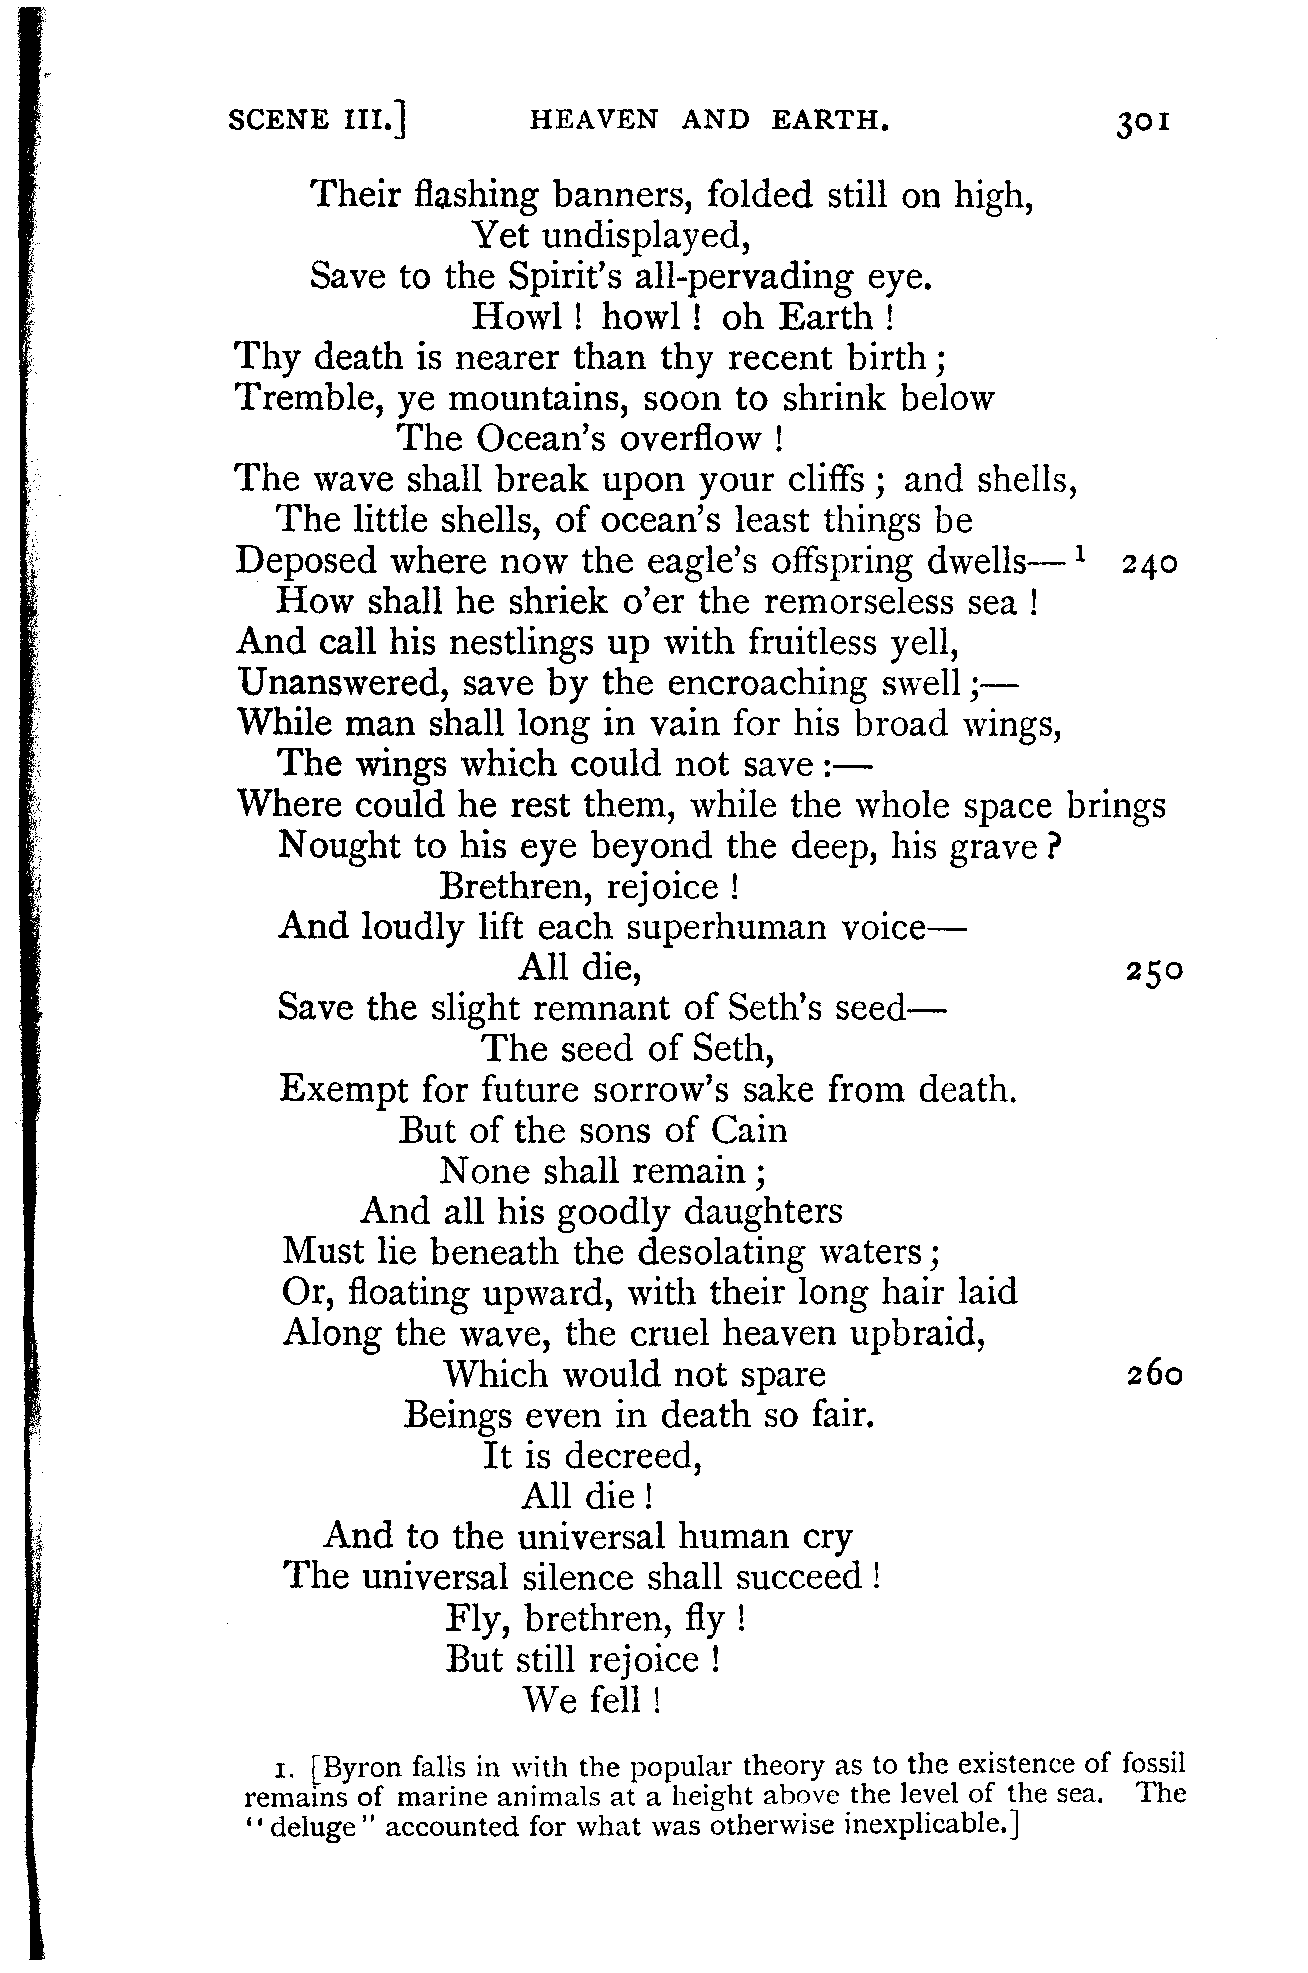 SCENE III.] HEAVEN AND EARTH. 301
Their flashing banners, folded still on high,
Yet undisplayed,
Save to the Spirit's all-pervading eye.
Howl ! howl ! oh Earth !
Thy death is nearer than thy recent birth ;
Tremble, ye mountains, soon to shrink below
The Ocean's overflow !
The wave shall break upon your cliffs ; and shells,
The little shells, of ocean's least things be
Deposed where now the eagle's offspring dwells— ¹ 240
How shall he shriek o'er the remorseless sea !
And call his nestlings up with fruitless yell,
Unanswered, save by the encroaching swell ;—
While man shall long in vain for his broad wings,
The wings which could not save :—
Where could he rest them, while the whole space brings
Nought to his eye beyond the deep, his grave ?
Brethren, rejoice !
And loudly lift each superhuman voice—
All die, 250
Save the slight remnant of Seth's seed—
The seed of Seth,
Exempt for future sorrow's sake from death.
But of the sons of Cain
None shall remain ;
And all his goodly daughters
Must lie beneath the desolating waters ;
Or, floating upward, with their long hair laid
Along the wave, the cruel heaven upbraid,
Which would not spare 260
Beings even in death so fair.
It is decreed,
All die !
And to the universal human cry
The universal silence shall succeed !
Fly, brethren, fly !
But still rejoice !
We fell !
1. [Byron falls in with the popular theory as to the existence of fossil
remains of marine animals at a height above the level of the sea. The
"deluge" accounted for what was otherwise inexplicable.]